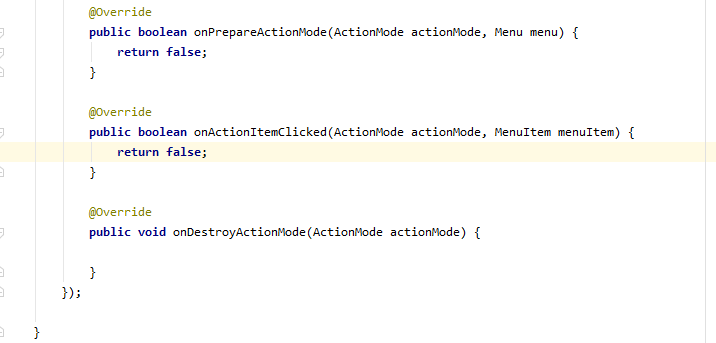 @Override
public boolean onPrepareActionMode(ActionMode actionMode, Menu menu) {
return false;
}
@Override
public boolean onActionItemClicked(ActionMode actionMode, MenuItem menuItem) {
return false;
}
@Override
public void onDestroyActionMode(ActionMode actionMode) {
}
});
}